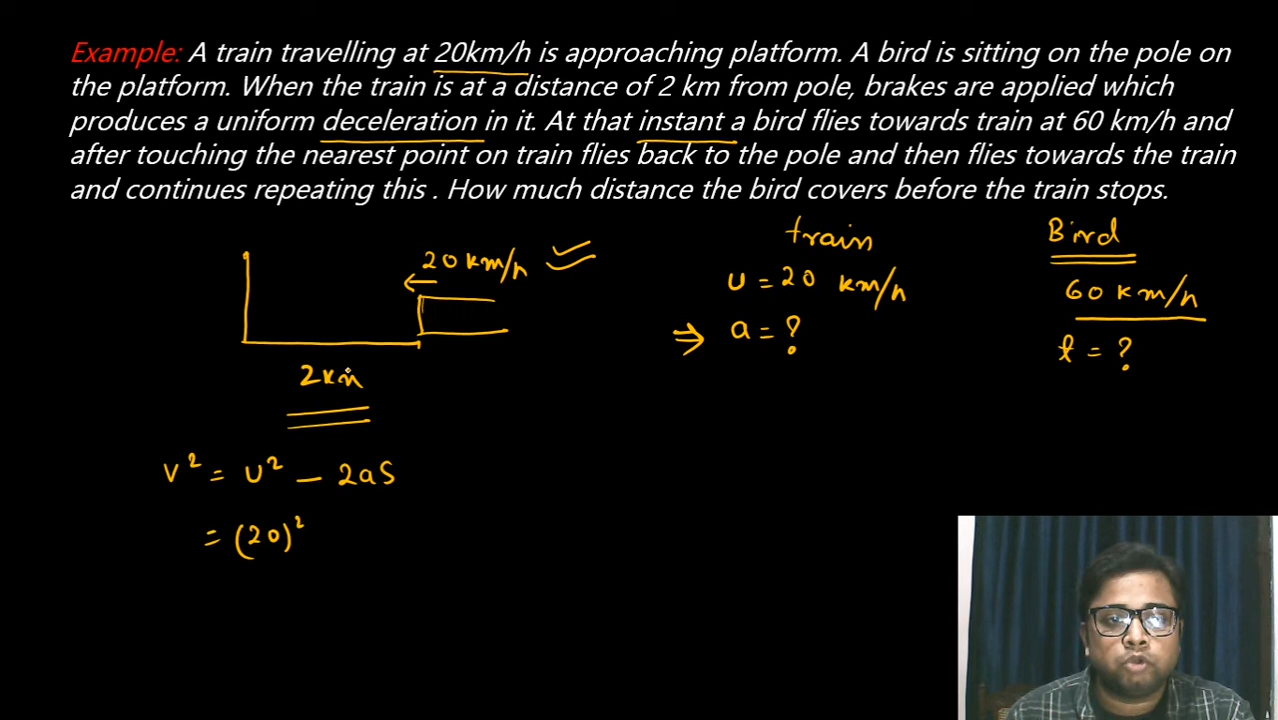 Example: A train travelling at 20km/h is approaching platform. A bird is sitting on the pole on
the platform. When the train is at a distance of 2 km from pole, brakes are applied which
produces a uniform deceleration in it. At that instant a bird flies towards train at 60 km/h and
after touching the nearest point on train flies back to the pole and then flies towards the train
and continues repeating this . How much distance the bird covers before the train stops.
train
Bird
20 km/h
u = 20 km/h
60 km/h
→ a = ?
t = ?
2km
v² = u² - 2as
= (20)²